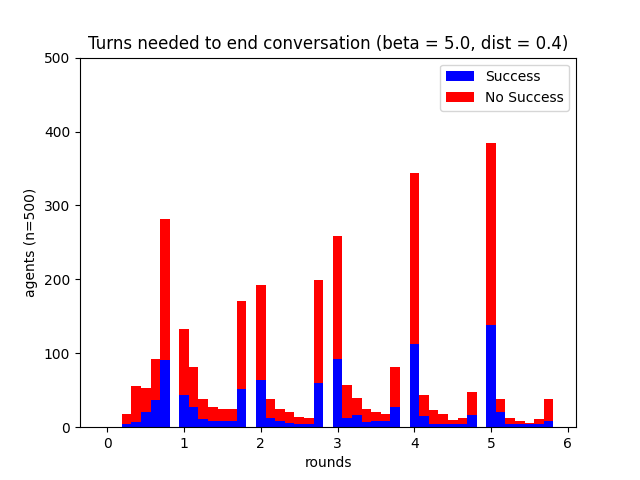 Turns needed to end conversation (beta = 5.0, dist = 0.4)
Success
No Success
500
400
300
200
100
0
agents (n=500)
0 1 2 3 4 5 6
rounds